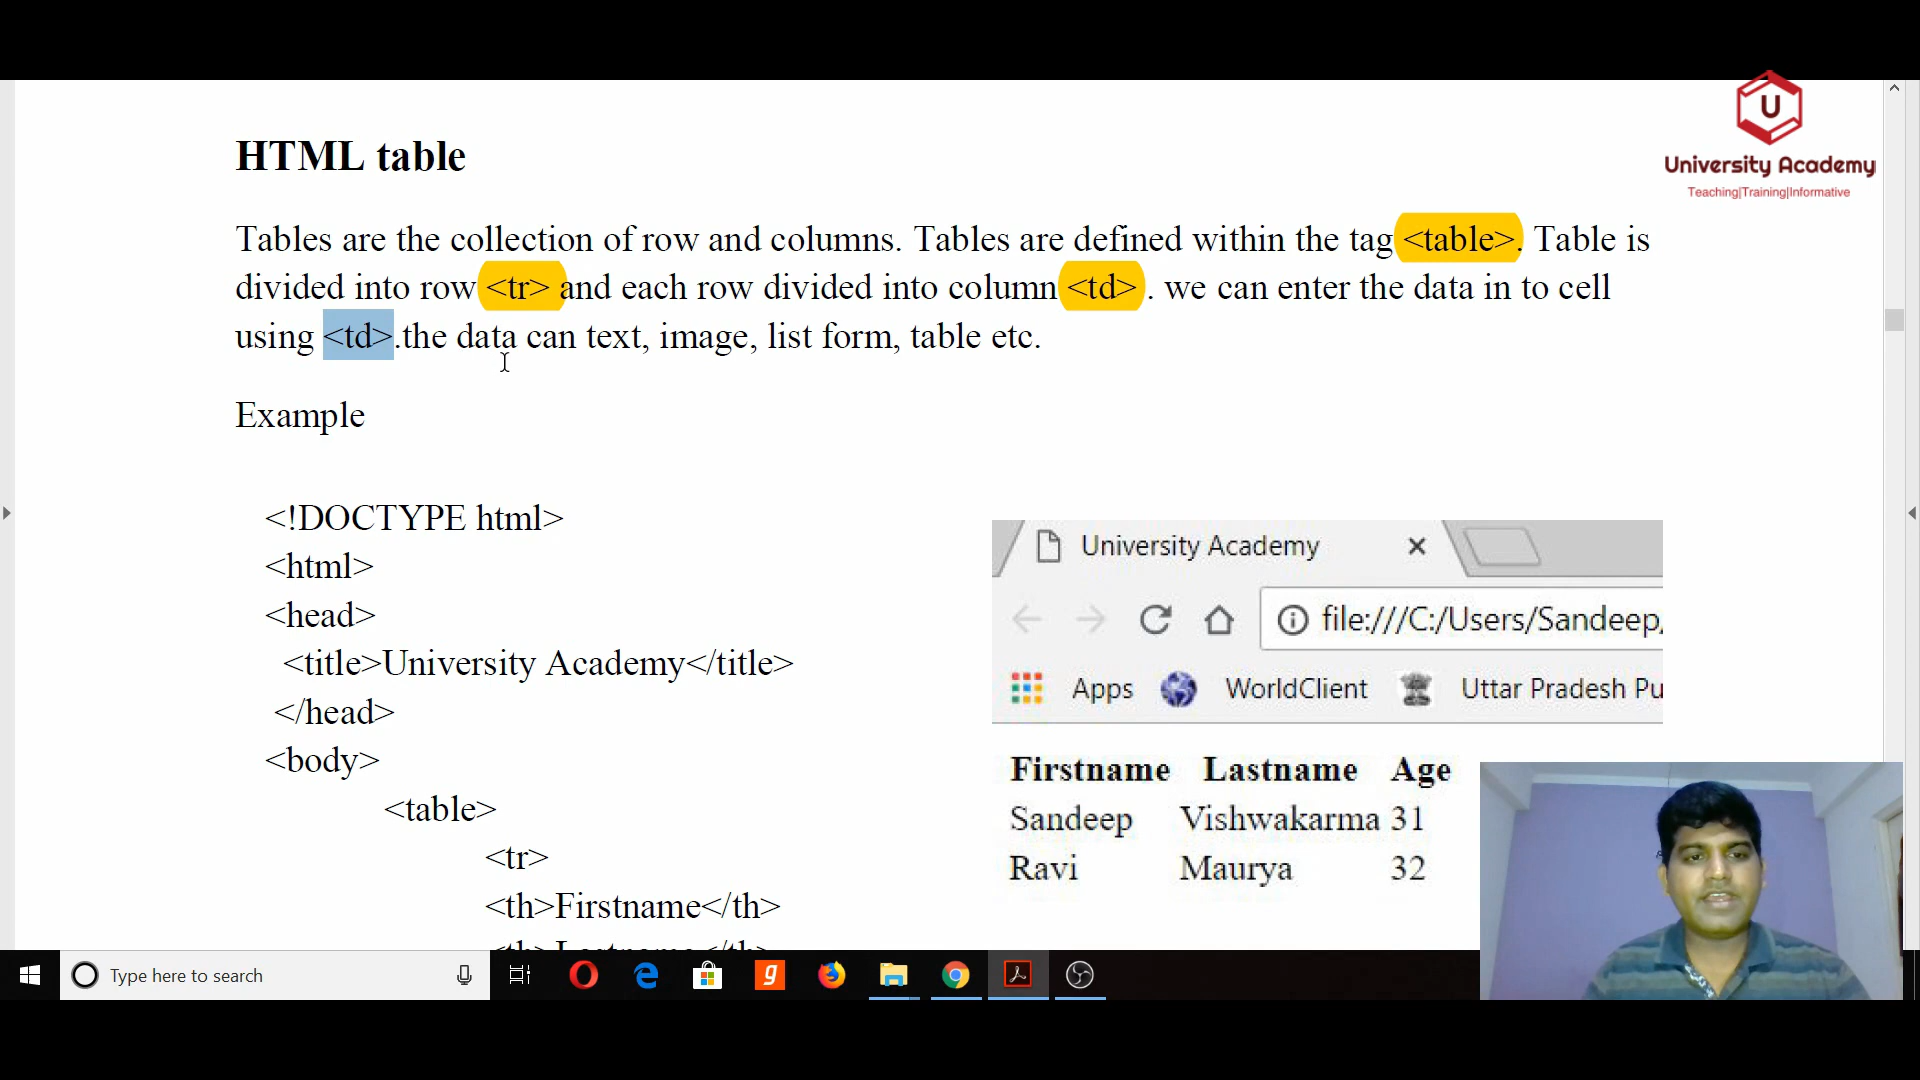 U
University Academy
Teaching|Training|Informative
HTML table
Tables are the collection of row and columns. Tables are defined within the tag <table>. Table is
divided into row <tr> and each row divided into column <td> . we can enter the data in to cell
using <td>.the data can text, image, list form, table etc.
Example
<!DOCTYPE html>
<html>
<head>
<title>University Academy</title>
</head>
<body>
<table>
<tr>
<th>Firstname</th>
<th>Lastname</th>
University Academy
file:///C:/Users/Sandeep/
Apps WorldClient Uttar Pradesh Pu
Firstname Lastname Age
Sandeep Vishwakarma 31
Ravi Maurya 32
Type here to search